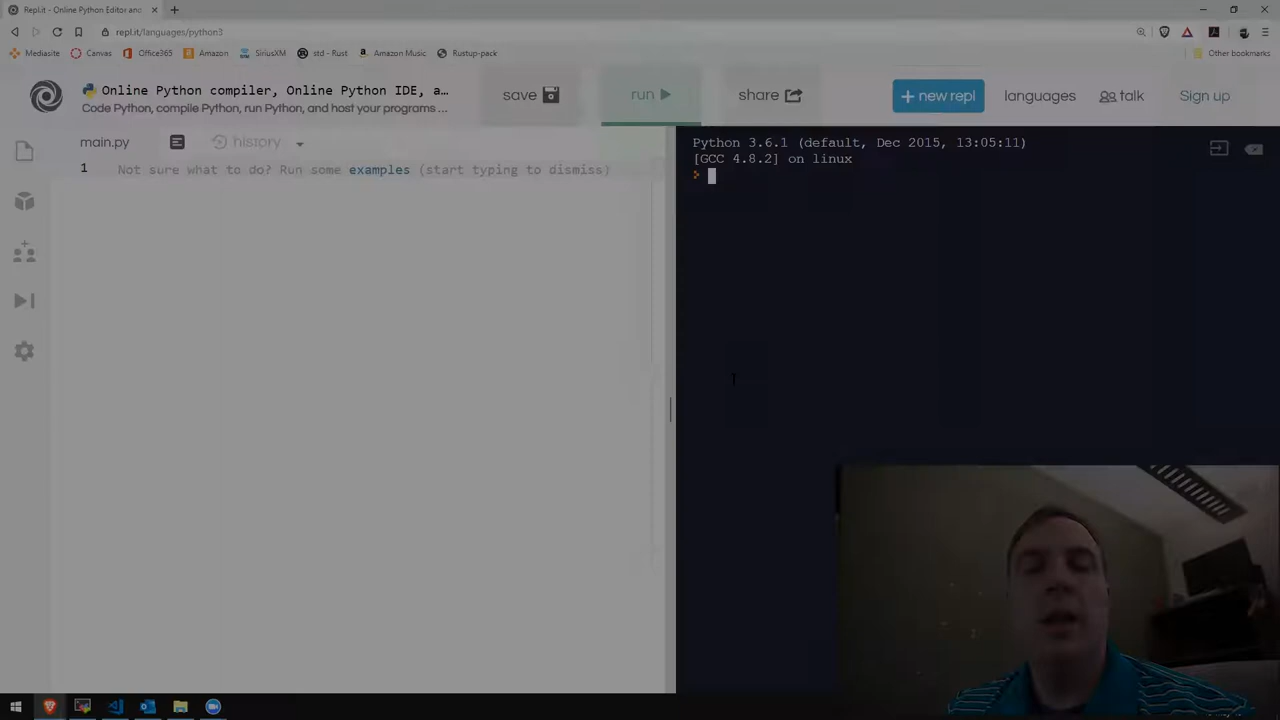 Repl.it - Online Python Editor and
repl.it/languages/python3
Mediasite Canvas Office365 Amazon SiriusXM std - Rust Amazon Music Rustup-pack Other bookmarks
Online Python compiler, Online Python IDE, a...
Code Python, compile Python, run Python, and host your programs ...
save run share + new repl languages talk Sign up
main.py history
1 Not sure what to do? Run some examples (start typing to dismiss)
Python 3.6.1 (default, Dec 2015, 13:05:11)
[GCC 4.8.2] on linux